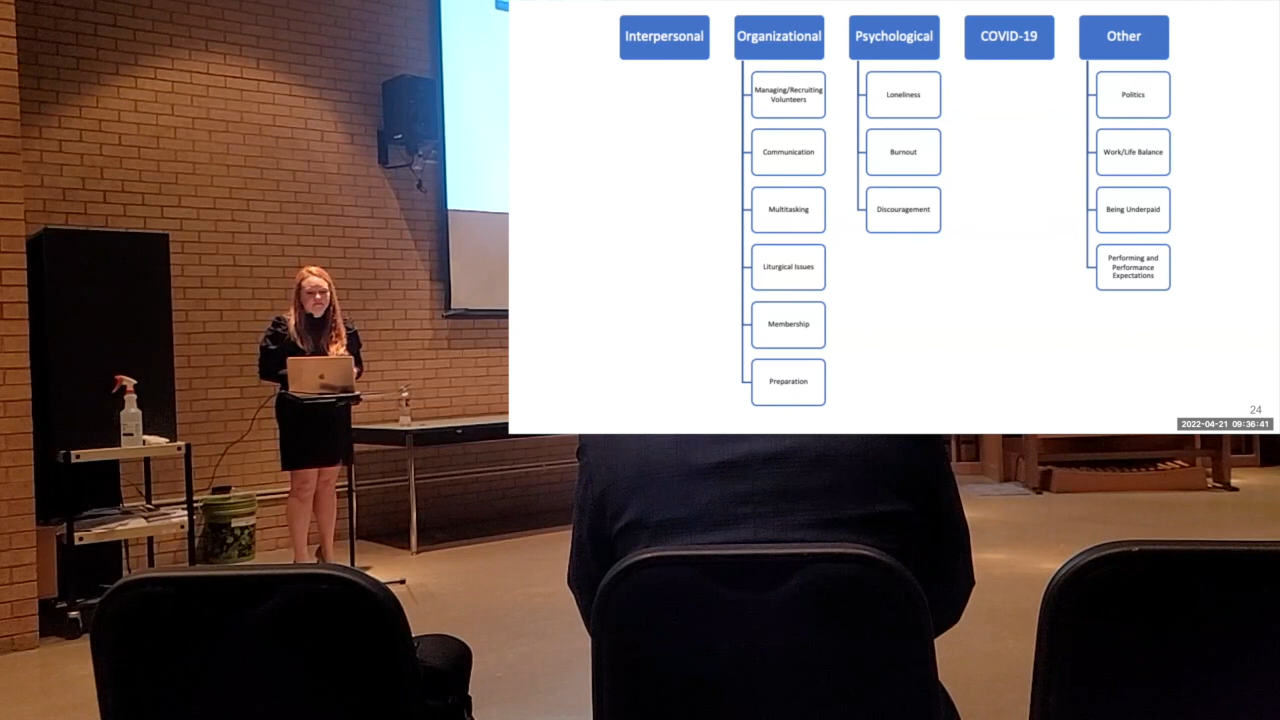 Interpersonal
Organizational
Psychological
COVID-19
Other
Managing/Recruiting
Volunteers
Communication
Multitasking
Liturgical Issues
Membership
Preparation
Loneliness
Burnout
Discouragement
Politics
Work/Life Balance
Being Underpaid
Performing and
Performance
Expectations
24
2022-04-21 09:36:41